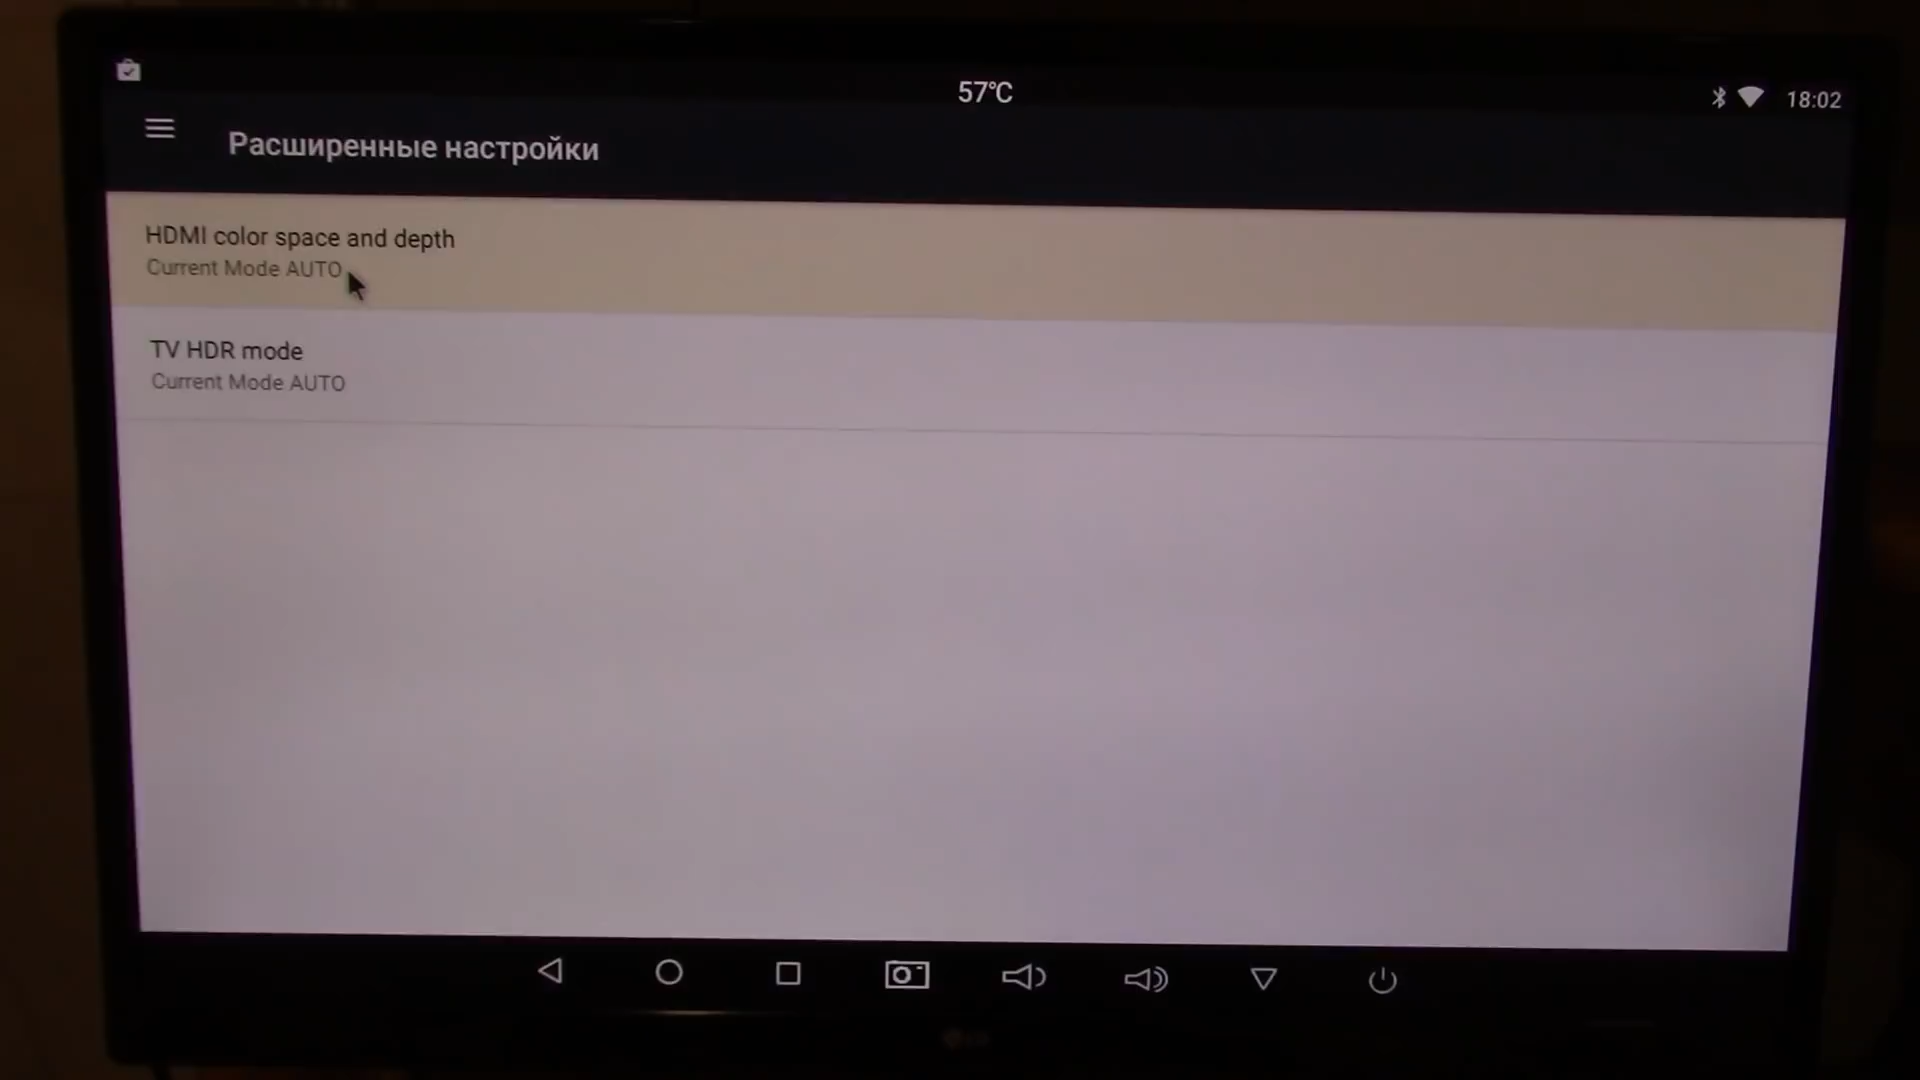 57°C
18:02
Расширенные настройки
HDMI color space and depth
Current Mode AUTO
TV HDR mode
Current Mode AUTO